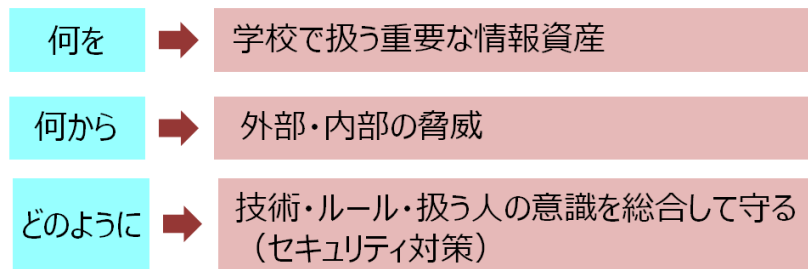 何を 学校で扱う重要な情報資産
何から 外部・内部の脅威
どのように 技術・ルール・扱う人の意識を総合して守る
（セキュリティ対策）